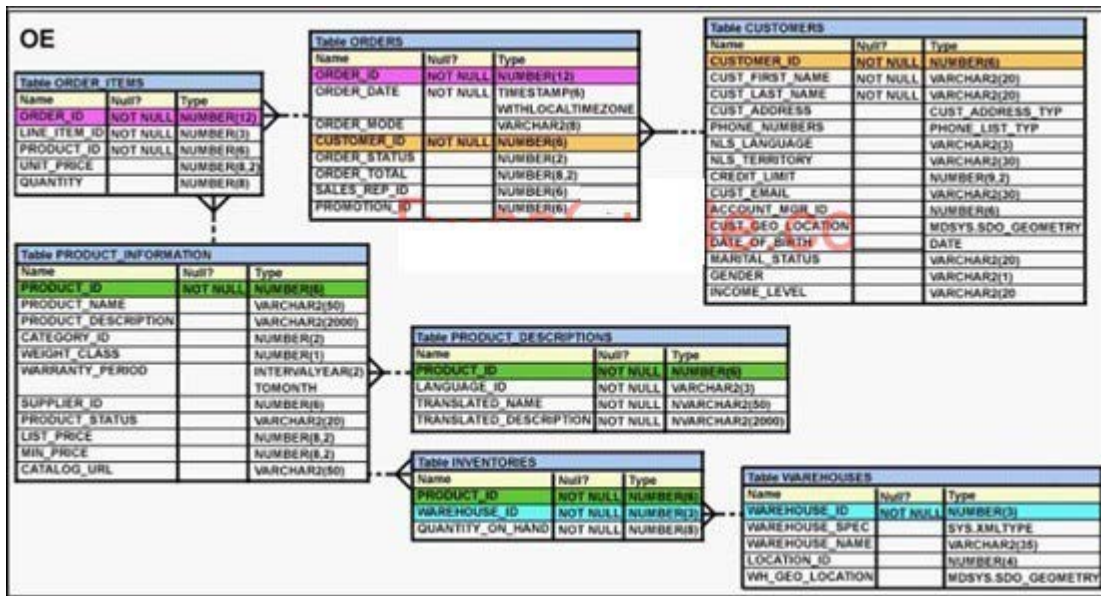 OE
Table ORDER_ITEMS
Name Null? Type
ORDER_ID NOT NULL NUMBER(12)
LINE_ITEM_ID NOT NULL NUMBER(3)
PRODUCT_ID NOT NULL NUMBER(6)
UNIT_PRICE NUMBER(8,2)
QUANTITY NUMBER(8)
Table ORDERS
Name Null? Type
ORDER_ID NOT NULL NUMBER(12)
ORDER_DATE NOT NULL TIMESTAMP(6)
WITHLOCALTIMEZONE
ORDER_MODE VARCHAR2(8)
CUSTOMER_ID NOT NULL NUMBER(6)
ORDER_STATUS NUMBER(2)
ORDER_TOTAL NUMBER(8,2)
SALES_REP_ID NUMBER(6)
PROMOTION_ID NUMBER(6)
Table CUSTOMERS
Name Null? Type
CUSTOMER_ID NOT NULL NUMBER(6)
CUST_FIRST_NAME NOT NULL VARCHAR2(20)
CUST_LAST_NAME NOT NULL VARCHAR2(20)
CUST_ADDRESS CUST_ADDRESS_TYP
PHONE_NUMBERS PHONE_LIST_TYP
NLS_LANGUAGE VARCHAR2(3)
NLS_TERRITORY VARCHAR2(30)
CREDIT_LIMIT NUMBER(9,2)
CUST_EMAIL VARCHAR2(30)
ACCOUNT_MGR_ID NUMBER(6)
CUST_GEO_LOCATION MDSYS.SDO_GEOMETRY
DATE_OF_BIRTH DATE
MARITAL_STATUS VARCHAR2(20)
GENDER VARCHAR2(1)
INCOME_LEVEL VARCHAR2(20
Table PRODUCT_INFORMATION
Name Null? Type
PRODUCT_ID NOT NULL NUMBER(6)
PRODUCT_NAME VARCHAR2(50)
PRODUCT_DESCRIPTION VARCHAR2(2000)
CATEGORY_ID NUMBER(2)
WEIGHT_CLASS NUMBER(1)
WARRANTY_PERIOD INTERVALYEAR(2)
TOMONTH
SUPPLIER_ID NUMBER(6)
PRODUCT_STATUS VARCHAR2(20)
LIST_PRICE NUMBER(8,2)
MIN_PRICE NUMBER(8,2)
CATALOG_URL VARCHAR2(50)
Table PRODUCT_DESCRIPTIONS
Name Null? Type
PRODUCT_ID NOT NULL NUMBER(6)
LANGUAGE_ID NOT NULL VARCHAR2(3)
TRANSLATED_NAME NOT NULL NVARCHAR2(50)
TRANSLATED_DESCRIPTION NOT NULL NVARCHAR2(2000)
Table INVENTORIES
Name Null? Type
PRODUCT_ID NOT NULL NUMBER(6)
WAREHOUSE_ID NOT NULL NUMBER(3)
QUANTITY_ON_HAND NOT NULL NUMBER(8)
Table WAREHOUSES
Name Null? Type
WAREHOUSE_ID NOT NULL NUMBER(3)
WAREHOUSE_SPEC SYS.XMLTYPE
WAREHOUSE_NAME VARCHAR2(35)
LOCATION_ID NUMBER(4)
WH_GEO_LOCATION MDSYS.SDO_GEOMETRY